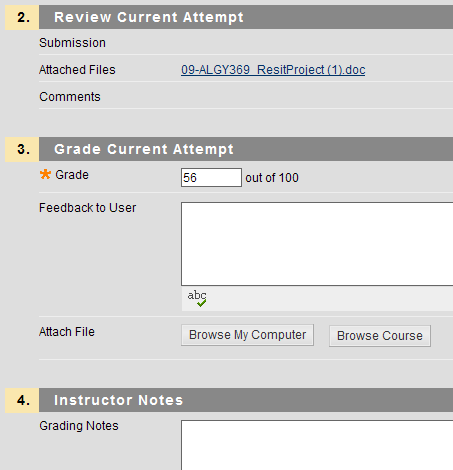 2. Review Current Attempt
Submission
Attached Files 09-ALGY369_ResitProject (1).doc
Comments
3. Grade Current Attempt
* Grade 56 out of 100
Feedback to User
abc
Attach File Browse My Computer Browse Course
4. Instructor Notes
Grading Notes